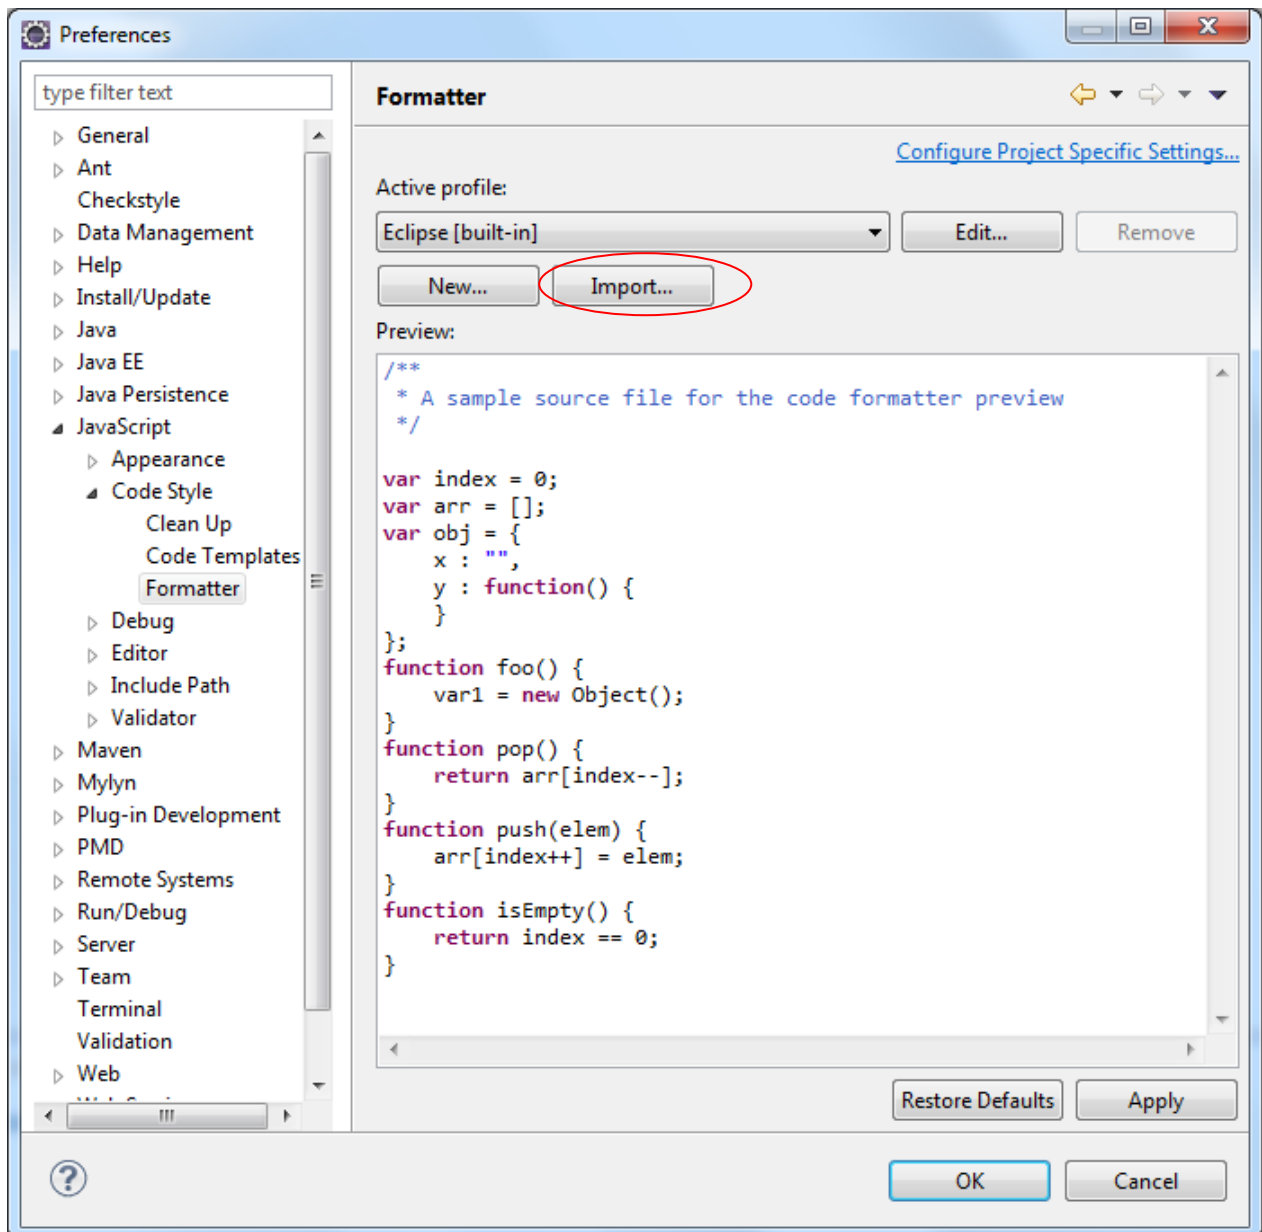 Preferences
type filter text
General
Ant
Checkstyle
Data Management
Help
Install/Update
Java
Java EE
Java Persistence
JavaScript
Appearance
Code Style
Clean Up
Code Templates
Formatter
Debug
Editor
Include Path
Validator
Maven
Mylyn
Plug-in Development
PMD
Remote Systems
Run/Debug
Server
Team
Terminal
Validation
Web
Formatter
Configure Project Specific Settings...
Active profile:
Eclipse [built-in]
Edit...
Remove
New...
Import...
Preview:
/**
 * A sample source file for the code formatter preview
 */
var index = 0;
var arr = [];
var obj = {
    x : "",
    y : function() {
    }
};
function foo() {
    var1 = new Object();
}
function pop() {
    return arr[index--];
}
function push(elem) {
    arr[index++] = elem;
}
function isEmpty() {
    return index == 0;
}
Restore Defaults
Apply
?
OK
Cancel